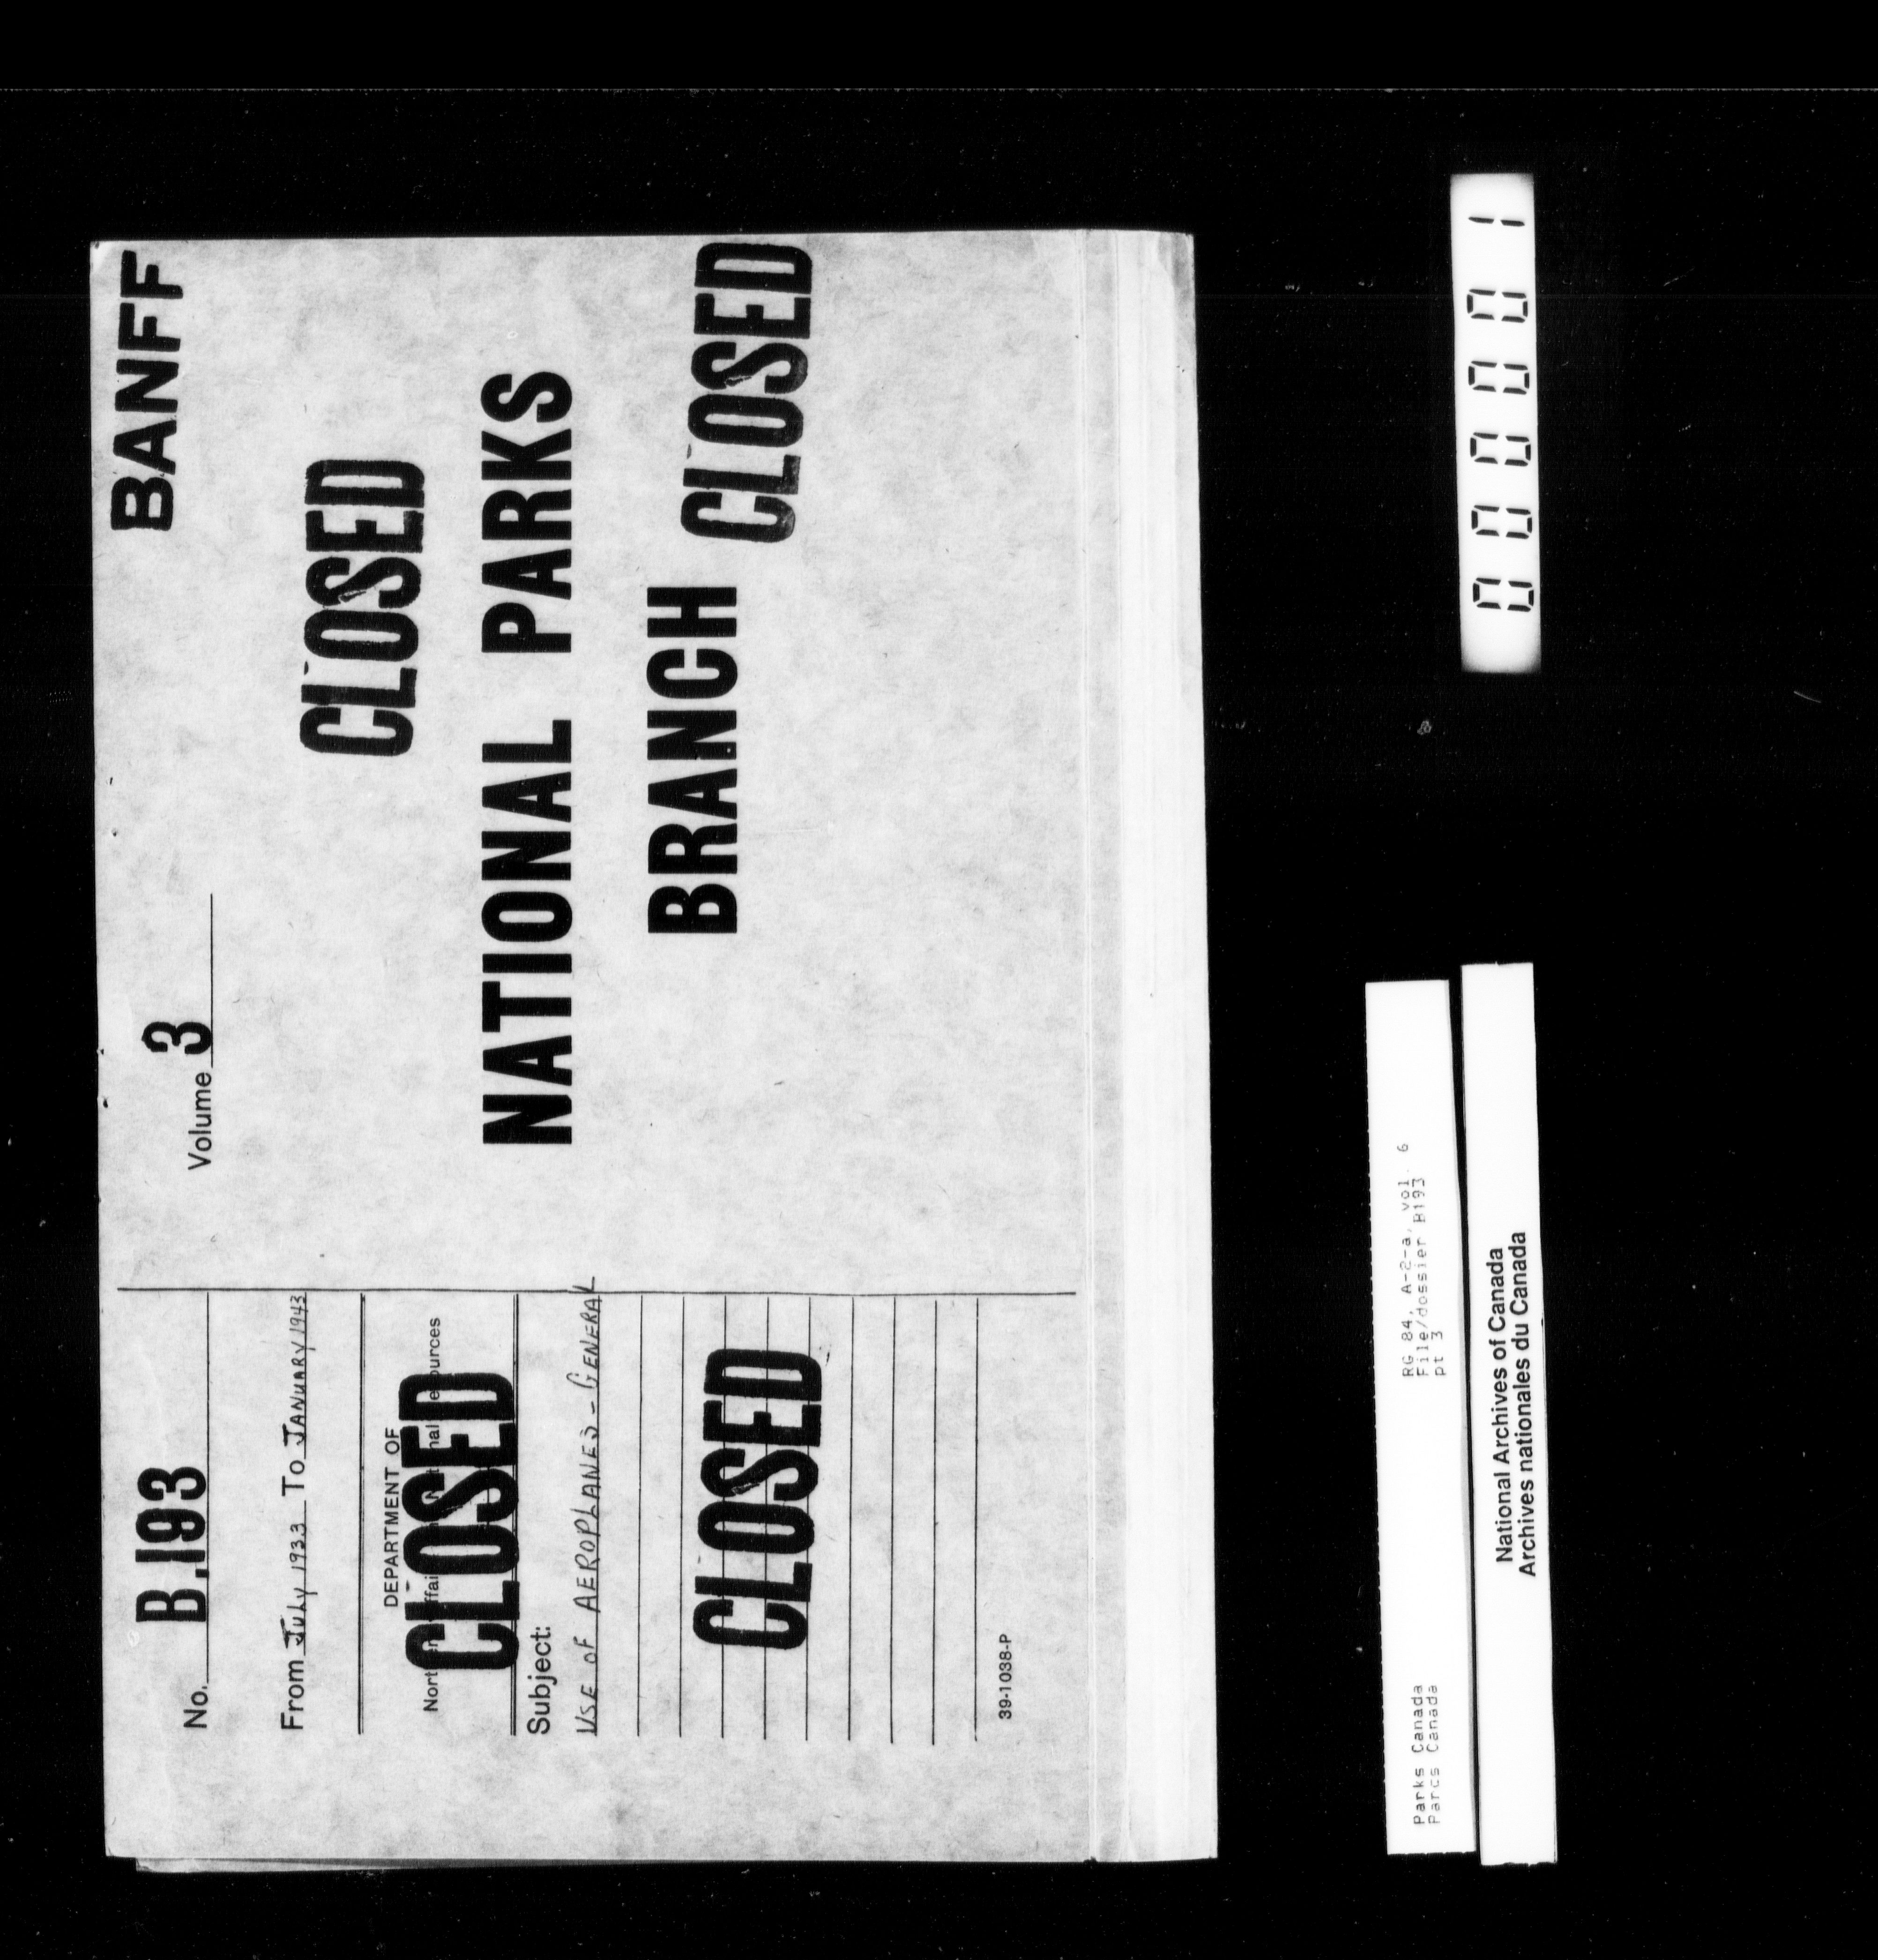 No. B.193
Volume 3
BANFF
From July 1933 To JANUARY 1943
CLOSED
DEPARTMENT OF
CLOSED
NATIONAL PARKS
Subject:
USE OF AEROPLANES - GENERAL
BRANCH
CLOSED
CLOSED
39-1038-P
Parks Canada
Parcs Canada
RG 84, A-2-a, vol. 6
File/dossier B193
pt 3
National Archives of Canada
Archives nationales du Canada
000001